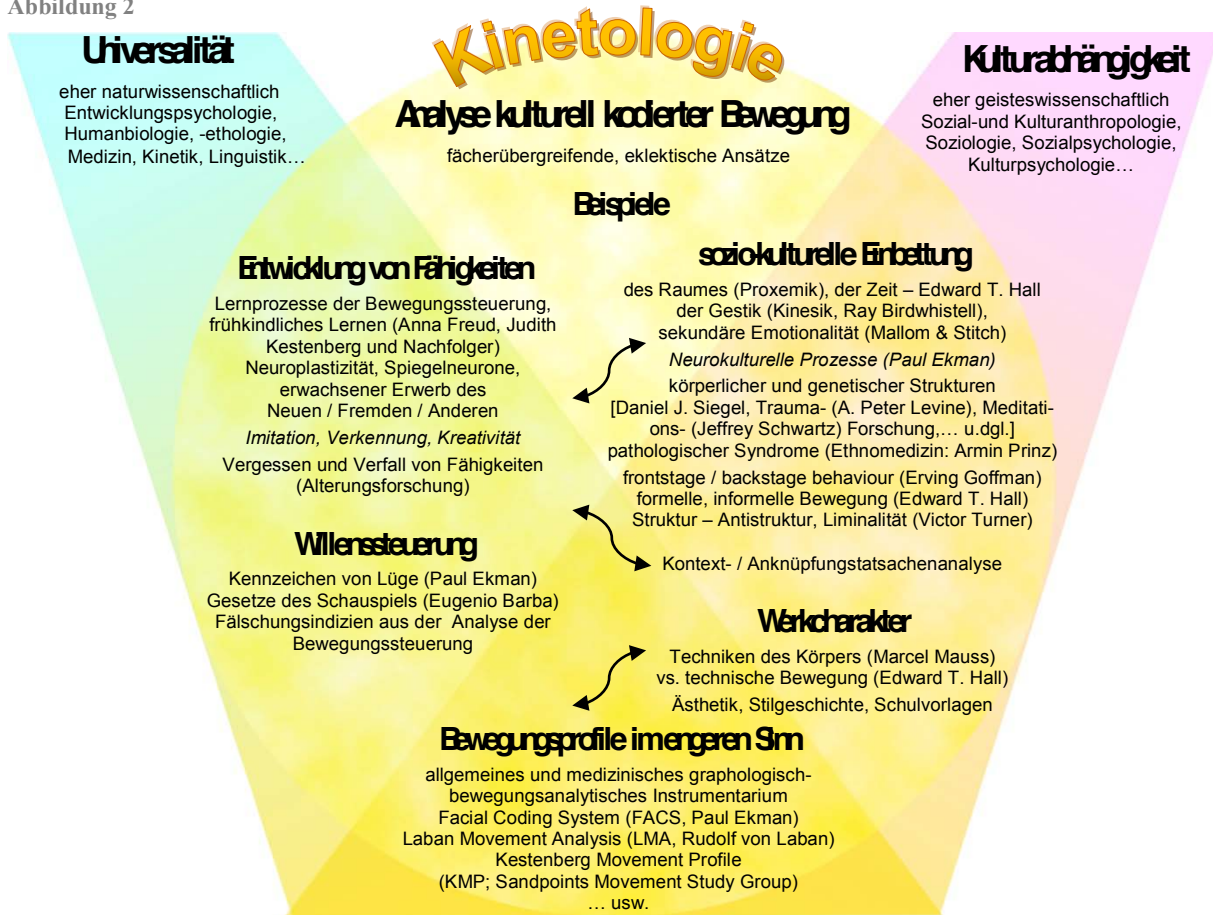 Abbildung 2
Kinetologie
Universalität
eher naturwissenschaftlich
Entwicklungspsychologie,
Humanbiologie, -ethologie,
Medizin, Kinetik, Linguistik…
Analyse kulturell kodierter Bewegung
fächerübergreifende, eklektische Ansätze
Kulturabhängigkeit
eher geisteswissenschaftlich
Sozial-und Kulturanthropologie,
Soziologie, Sozialpsychologie,
Kulturpsychologie…
Beispiele
Entwicklung von Fähigkeiten
Lernprozesse der Bewegungssteuerung,
frühkindliches Lernen (Anna Freud, Judith
Kestenberg und Nachfolger)
Neuroplastizität, Spiegelneurone,
erwachsener Erwerb des
Neuen / Fremden / Anderen
Imitation, Verkennung, Kreativität
Vergessen und Verfall von Fähigkeiten
(Alterungsforschung)
sozio-kulturelle Einbettung
des Raumes (Proxemik), der Zeit – Edward T. Hall
der Gestik (Kinesik, Ray Birdwhistell),
sekundäre Emotionalität (Mallom & Stitch)
Neurokulturelle Prozesse (Paul Ekman)
körperlicher und genetischer Strukturen
[Daniel J. Siegel, Trauma- (A. Peter Levine), Meditati-
ons- (Jeffrey Schwartz) Forschung,… u.dgl.]
pathologischer Syndrome (Ethnomedizin: Armin Prinz)
frontstage / backstage behaviour (Erving Goffman)
formelle, informelle Bewegung (Edward T. Hall)
Struktur – Antistruktur, Liminalität (Victor Turner)
Kontext- / Anknüpfungstatsachenanalyse
Willenssteuerung
Kennzeichen von Lüge (Paul Ekman)
Gesetze des Schauspiels (Eugenio Barba)
Fälschungsindizien aus der Analyse der
Bewegungssteuerung
Werkcharakter
Techniken des Körpers (Marcel Mauss)
vs. technische Bewegung (Edward T. Hall)
Ästhetik, Stilgeschichte, Schulvorlagen
Bewegungsprofile im engeren Sinn
allgemeines und medizinisches graphologisch-
bewegungsanalytisches Instrumentarium
Facial Coding System (FACS, Paul Ekman)
Laban Movement Analysis (LMA, Rudolf von Laban)
Kestenberg Movement Profile
(KMP; Sandpoints Movement Study Group)
… usw.